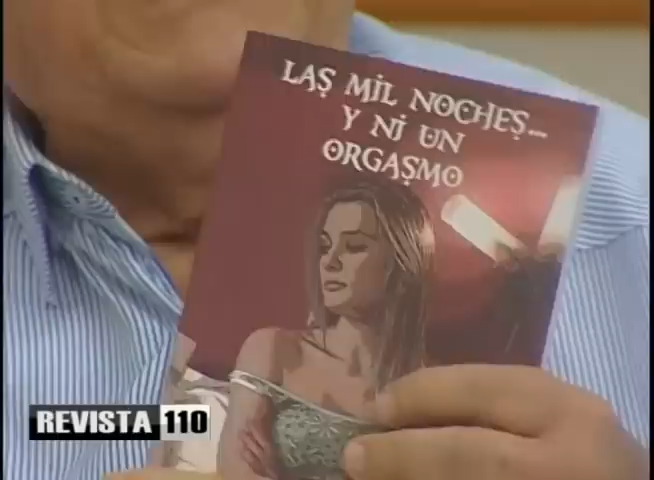 LAS MIL NOCHES...
Y NI UN
ORGASMO
REVISTA 110